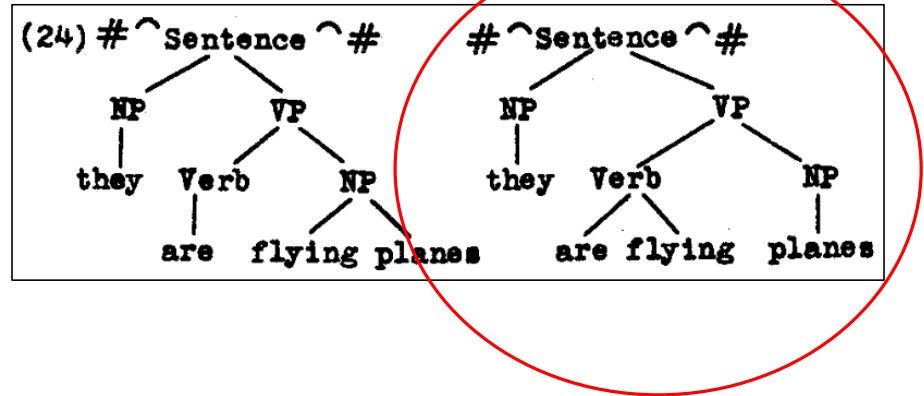 (24) #⁀Sentence⁀# #⁀Sentence⁀#
NP VP NP VP
they Verb NP they Verb NP
are flying planes are flying planes